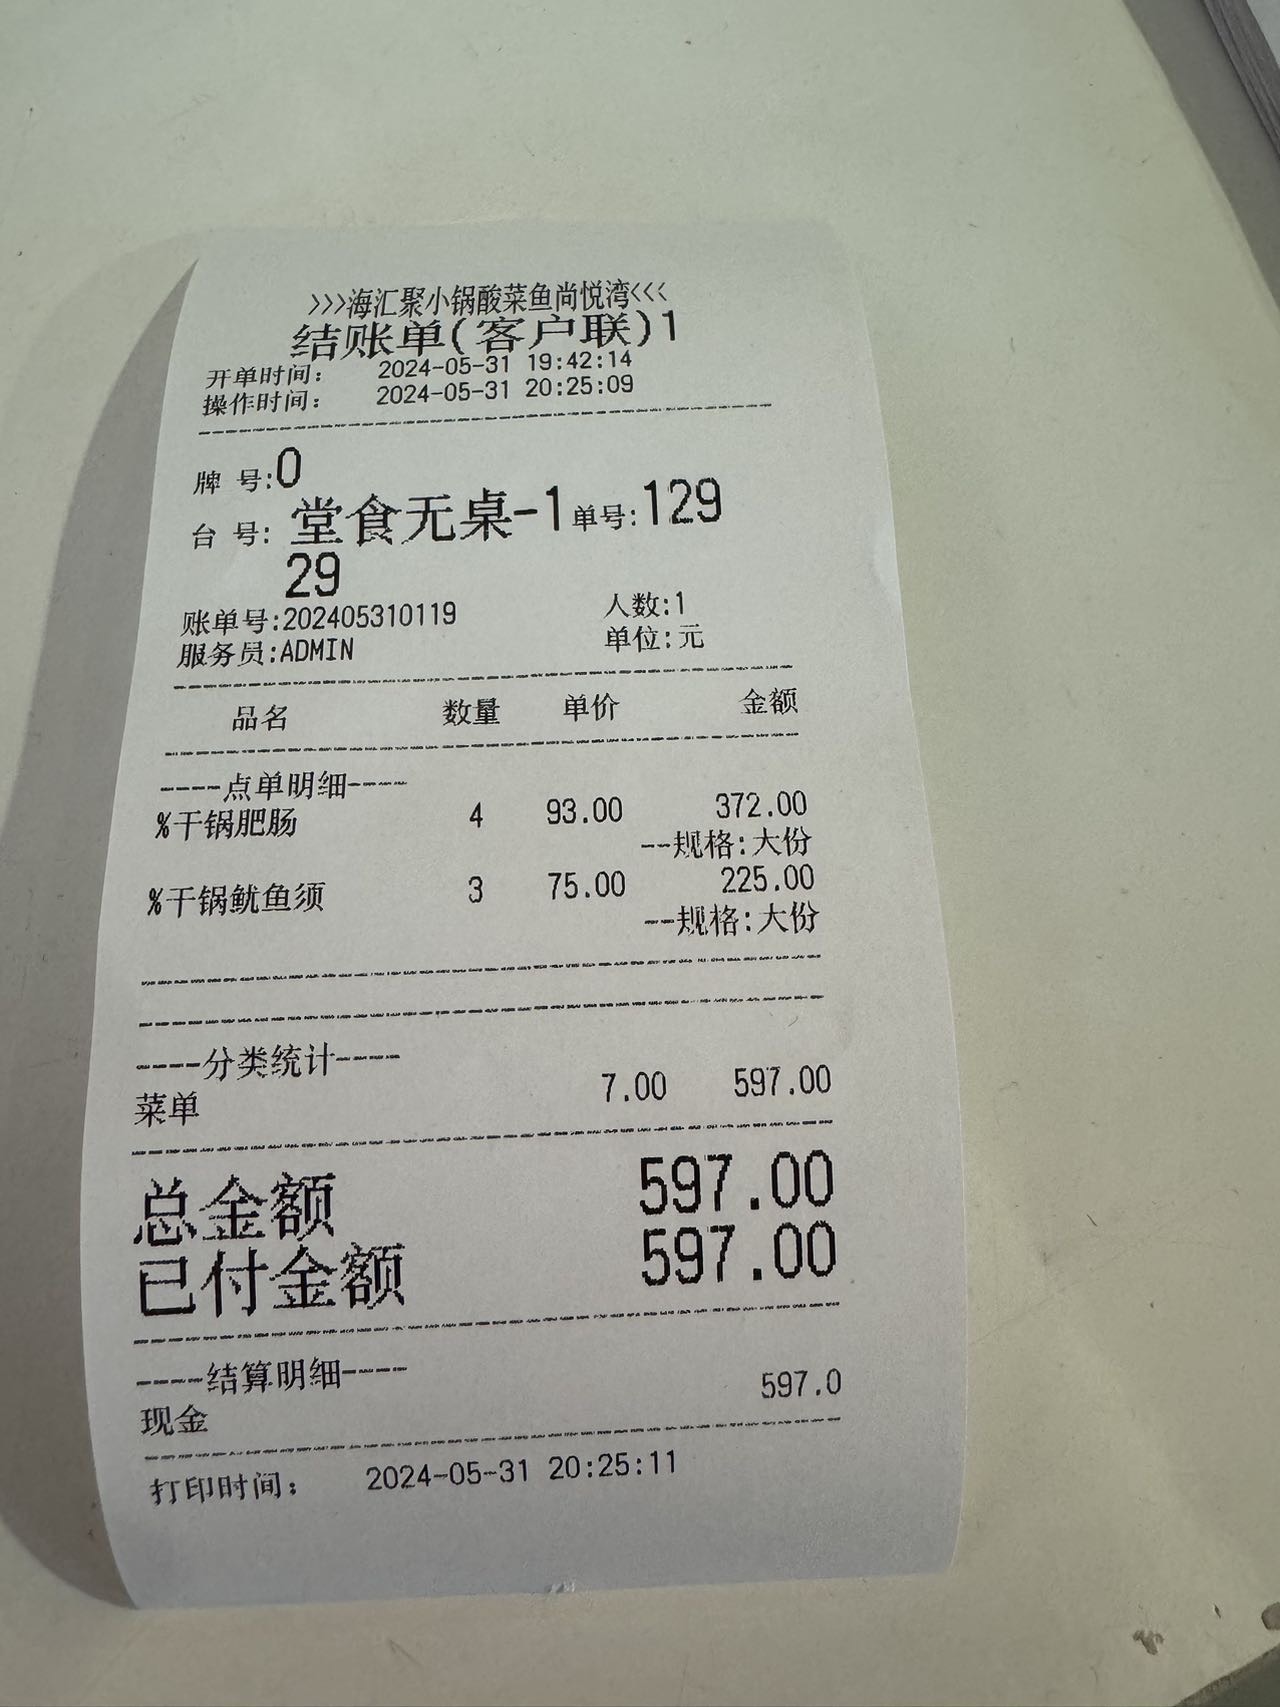 >>>海汇聚小锅酸菜鱼尚悦湾<<<
结账单(客户联)1
开单时间: 2024-05-31 19:42:14
操作时间: 2024-05-31 20:25:09
牌 号:0
台 号: 堂食无桌-1 单号:129
29
账单号:202405310119 人数:1
服务员:ADMIN 单位:元
品名 数量 单价 金额
----点单明细----
%干锅肥肠 4 93.00 372.00
--规格:大份
%干锅鱿鱼须 3 75.00 225.00
--规格:大份
----分类统计----
菜单 7.00 597.00
总金额 597.00
已付金额 597.00
----结算明细----
现金 597.0
打印时间: 2024-05-31 20:25:11